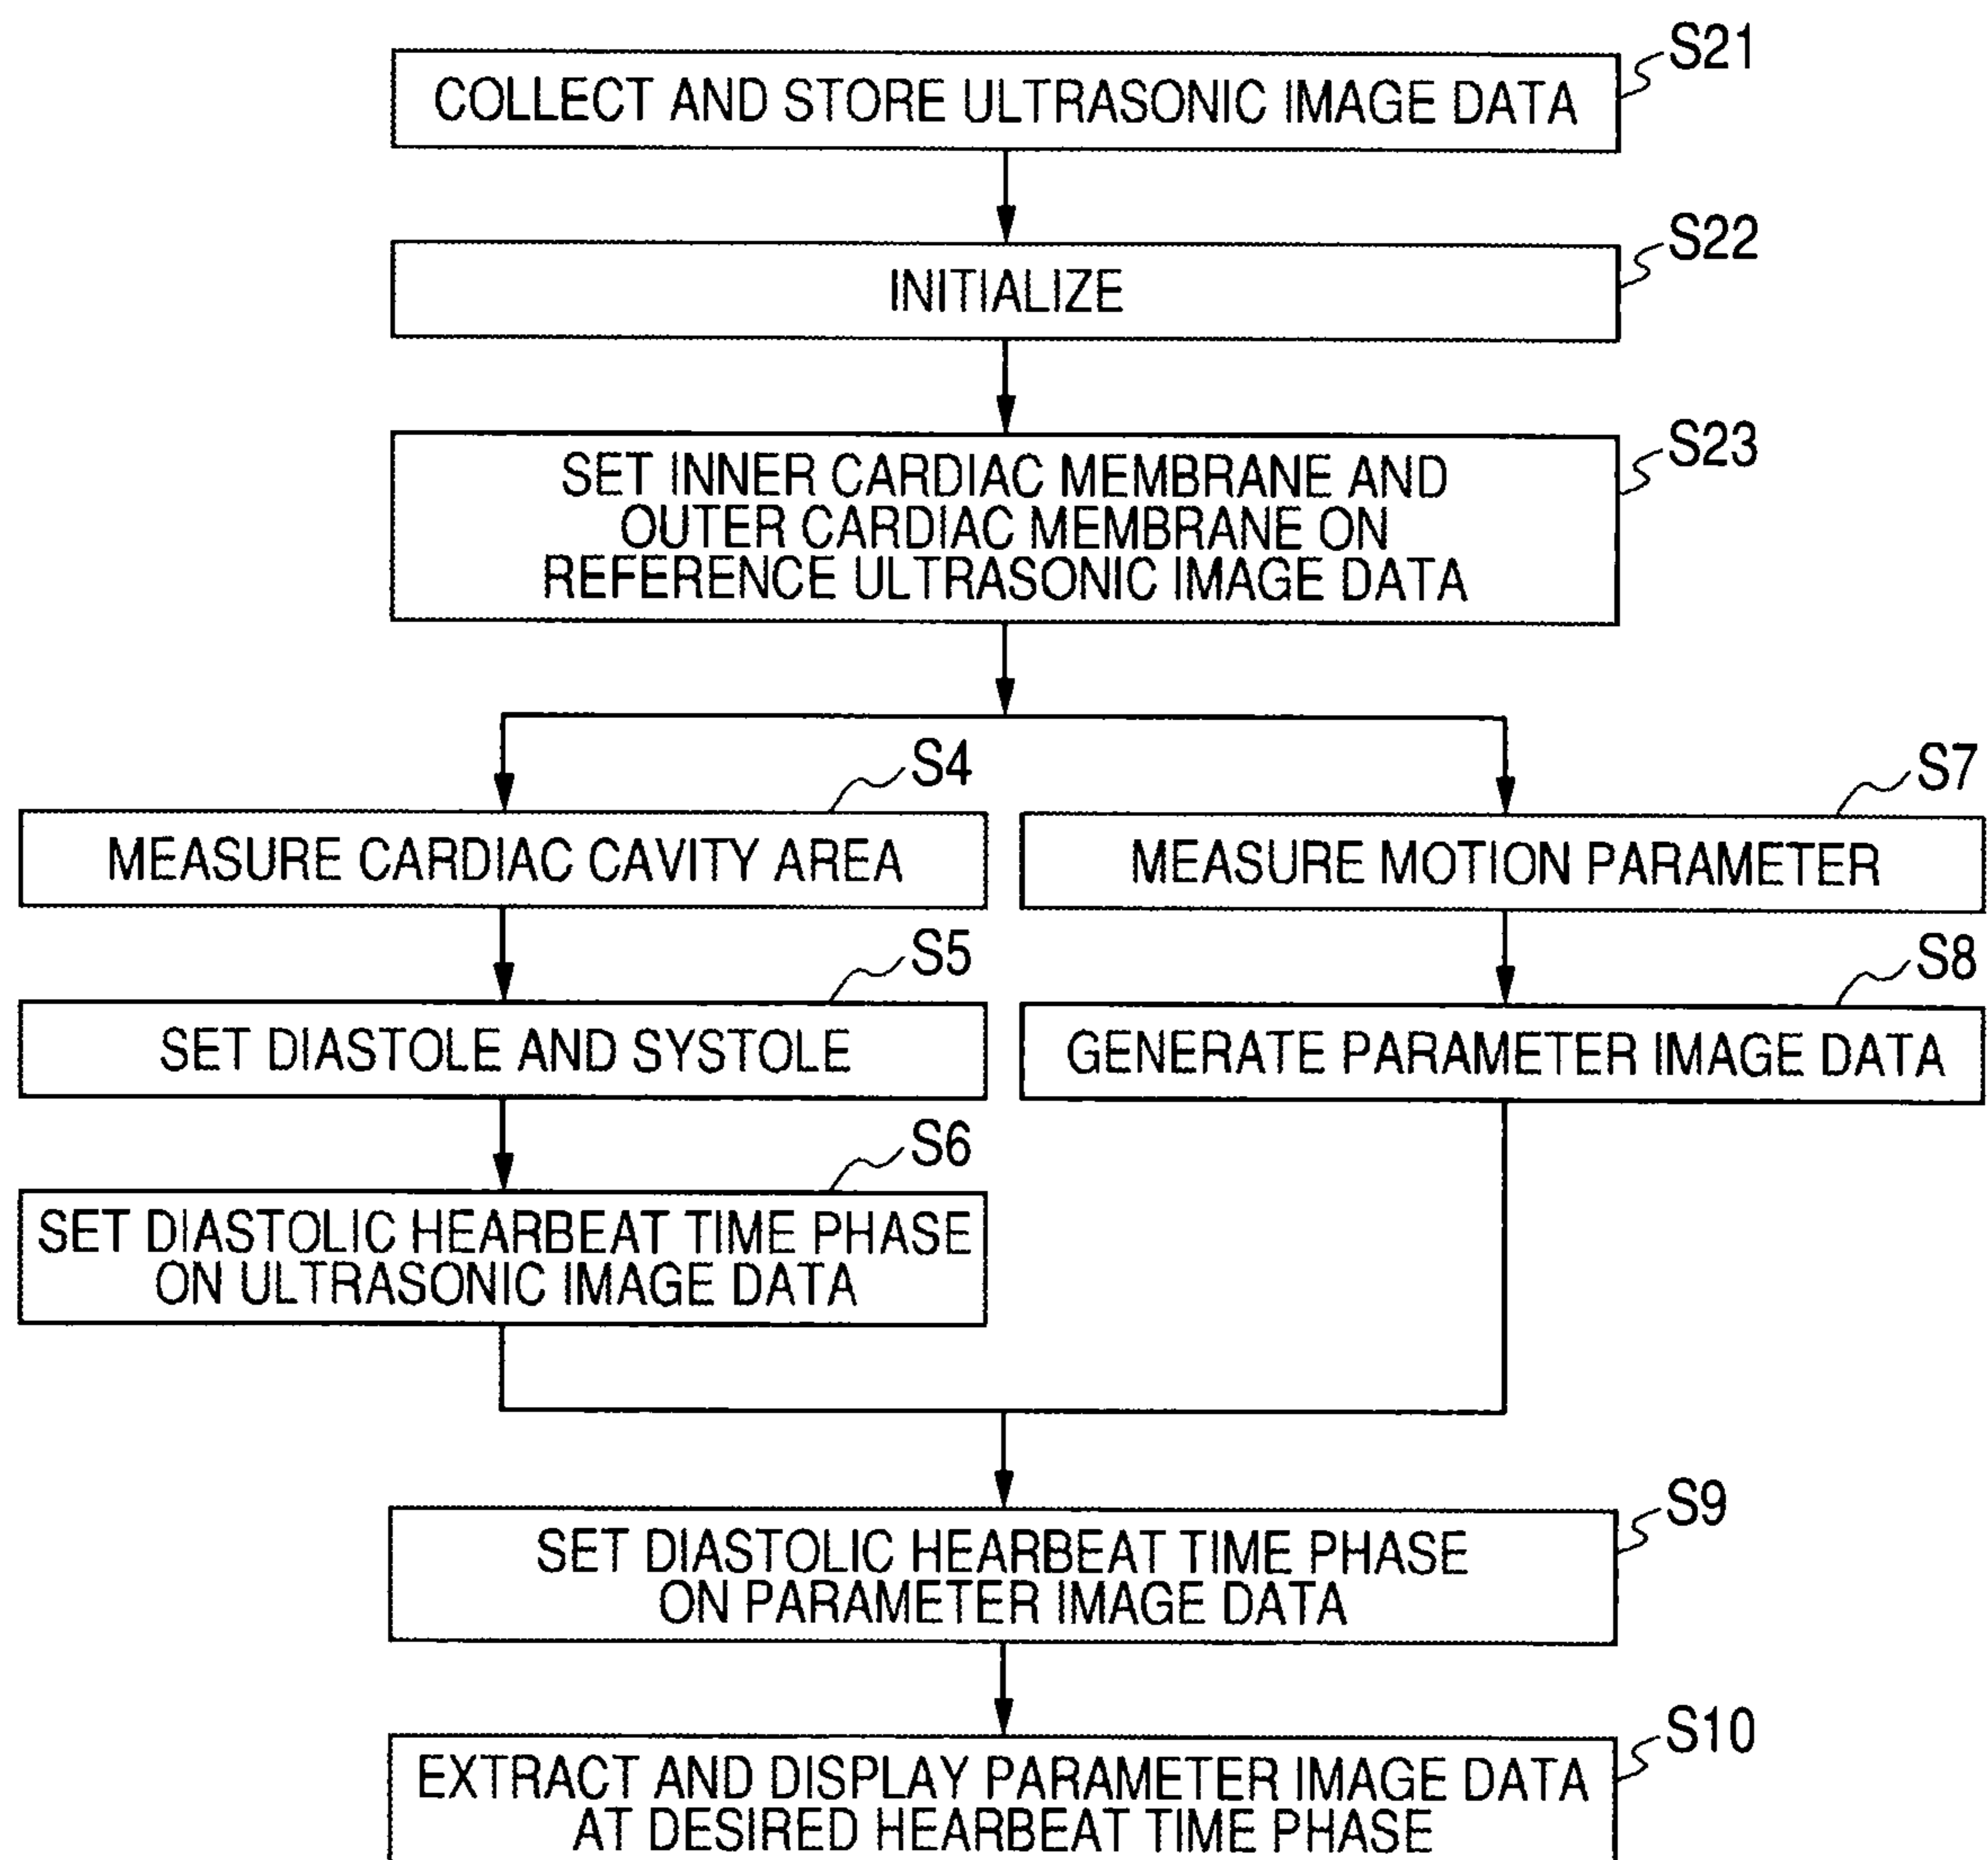 S21
COLLECT AND STORE ULTRASONIC IMAGE DATA
S22
INITIALIZE
S23
SET INNER CARDIAC MEMBRANE AND
OUTER CARDIAC MEMBRANE ON
REFERENCE ULTRASONIC IMAGE DATA
S4
MEASURE CARDIAC CAVITY AREA
S5
SET DIASTOLE AND SYSTOLE
S6
SET DIASTOLIC HEARBEAT TIME PHASE
ON ULTRASONIC IMAGE DATA
S7
MEASURE MOTION PARAMETER
S8
GENERATE PARAMETER IMAGE DATA
S9
SET DIASTOLIC HEARBEAT TIME PHASE
ON PARAMETER IMAGE DATA
S10
EXTRACT AND DISPLAY PARAMETER IMAGE DATA
AT DESIRED HEARBEAT TIME PHASE